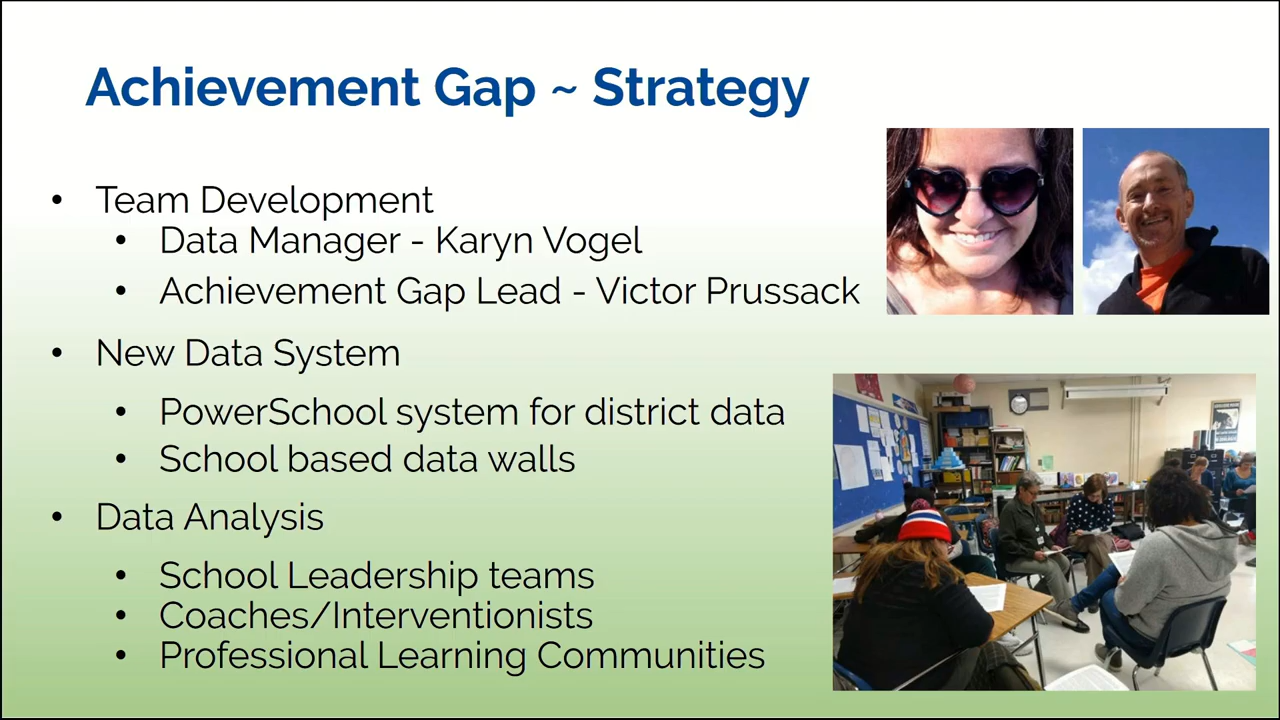 Achievement Gap ~ Strategy
• Team Development
• Data Manager - Karyn Vogel
• Achievement Gap Lead - Victor Prussack
• New Data System
• PowerSchool system for district data
• School based data walls
• Data Analysis
• School Leadership teams
• Coaches/Interventionists
• Professional Learning Communities